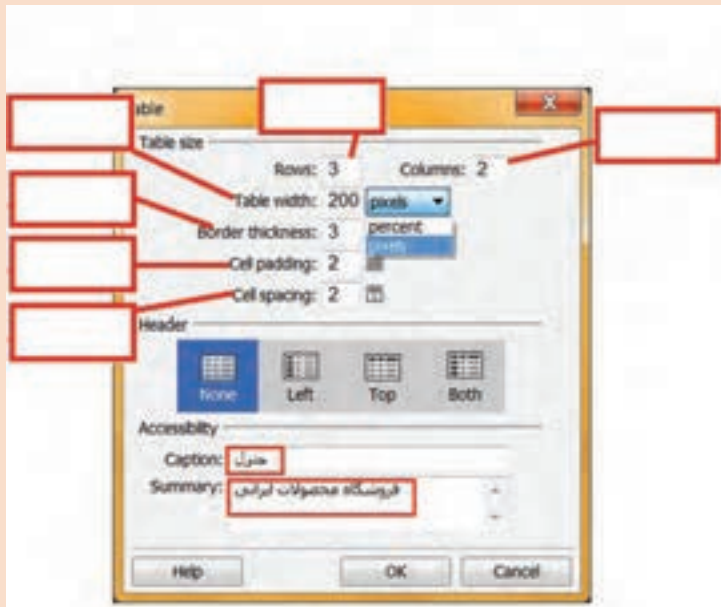 able
Table size
Rows: 3 Columns: 2
Table width: 200 pixels
percent
Border thickness: 3 pixels
Cell padding: 2
Cell spacing: 2
Header
None Left Top Both
Accessibility
Caption: جدول
Summary: فروشگاه محصولات ایرانی
Help OK Cancel